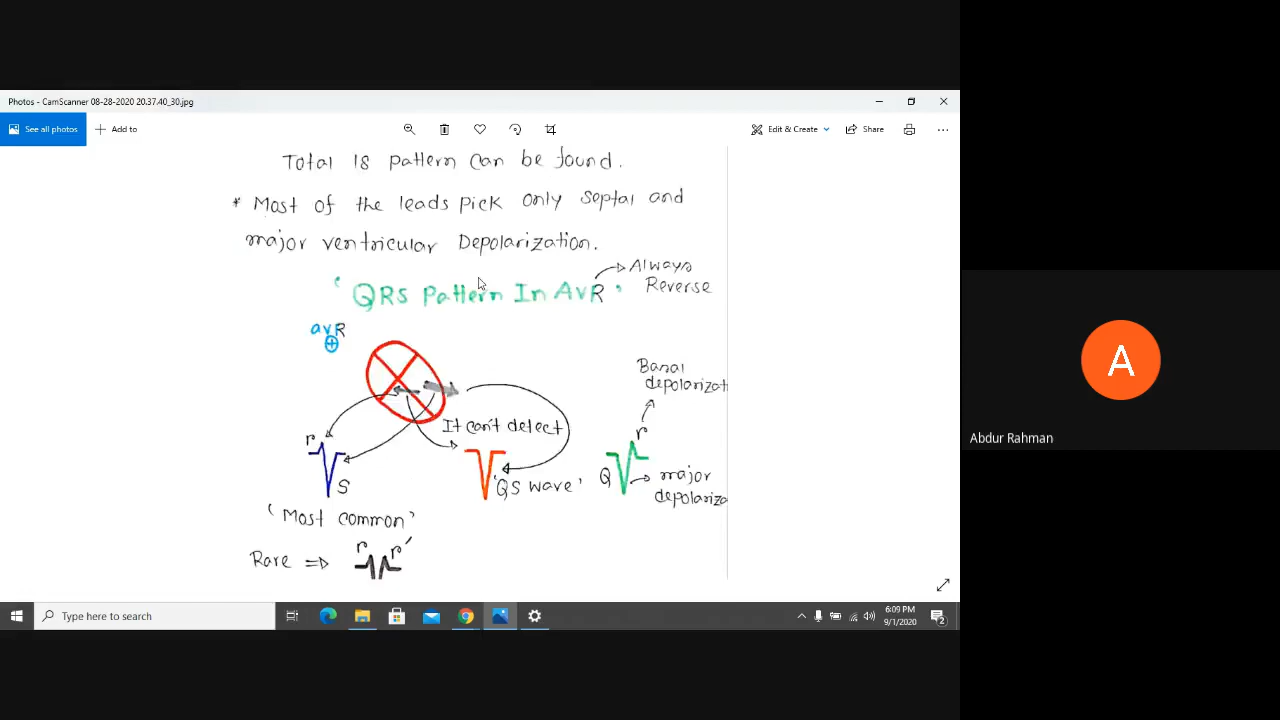 Photos - CamScanner 08-28-2020 20.37.40_30.jpg
See all photos
Add to
Edit & Create
Share
Total 18 pattern can be found.
* Most of the leads pick only septal and
major ventricular Depolarization.
'QRS Pattern In AvR'
Always
Reverse
avR
Basal
depolarizati
It can't detect
r
r
S
'QS wave'
Q
major
depolariza
'Most common'
Rare ⇒
r r'
A
Abdur Rahman
Type here to search
6:09 PM
9/1/2020
2